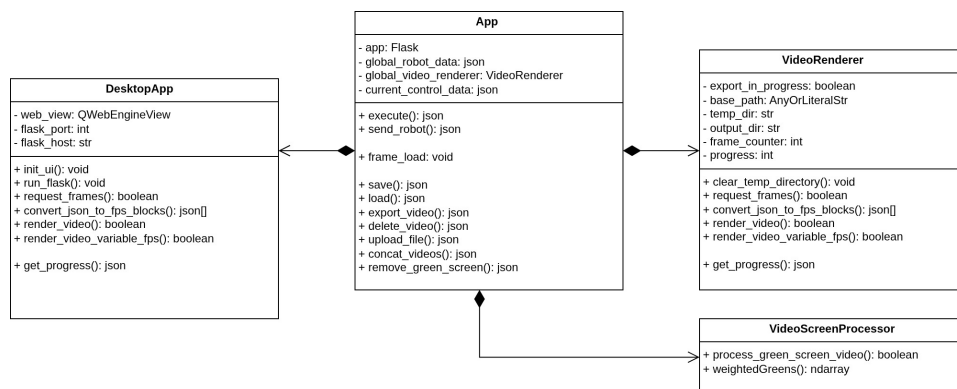 DesktopApp
- web_view: QWebEngineView
- flask_port: int
- flask_host: str
+ init_ui(): void
+ run_flask(): void
+ request_frames(): boolean
+ convert_json_to_fps_blocks(): json[]
+ render_video(): boolean
+ render_video_variable_fps(): boolean
+ get_progress(): json
App
- app: Flask
- global_robot_data: json
- global_video_renderer: VideoRenderer
- current_control_data: json
+ execute(): json
+ send_robot(): json
+ frame_load: void
+ save(): json
+ load(): json
+ export_video(): json
+ delete_video(): json
+ upload_file(): json
+ concat_videos(): json
+ remove_green_screen(): json
VideoRenderer
- export_in_progress: boolean
- base_path: AnyOrLiteralStr
- temp_dir: str
- output_dir: str
- frame_counter: int
- progress: int
+ clear_temp_directory(): void
+ request_frames(): boolean
+ convert_json_to_fps_blocks(): json[]
+ render_video(): boolean
+ render_video_variable_fps(): boolean
+ get_progress(): json
VideoScreenProcessor
+ process_green_screen_video(): boolean
+ weightedGreens(): ndarray